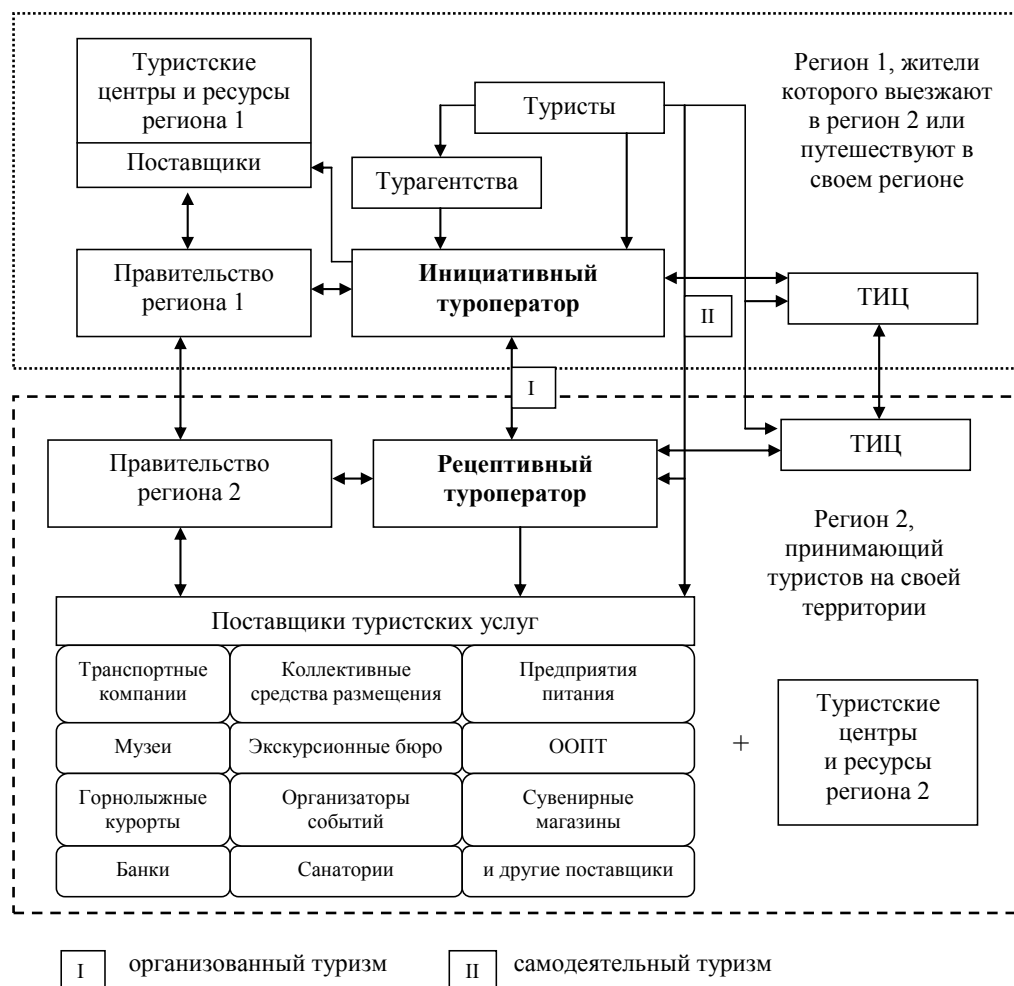 Туристские
центры и ресурсы
региона 1
Поставщики
Туристы
Турагентства
Регион 1, жители
которого выезжают
в регион 2 или
путешествуют в
своем регионе
Правительство
региона 1
Инициативный
туроператор
II
ТИЦ
I
Правительство
региона 2
Рецептивный
туроператор
ТИЦ
Регион 2,
принимающий
туристов на своей
территории
Поставщики туристских услуг
Транспортные
компании
Коллективные
средства размещения
Предприятия
питания
Музеи
Экскурсионные бюро
ООПТ
Горнолыжные
курорты
Организаторы
событий
Сувенирные
магазины
Банки
Санатории
и другие поставщики
+
Туристские
центры
и ресурсы
региона 2
I организованный туризм
II самодеятельный туризм